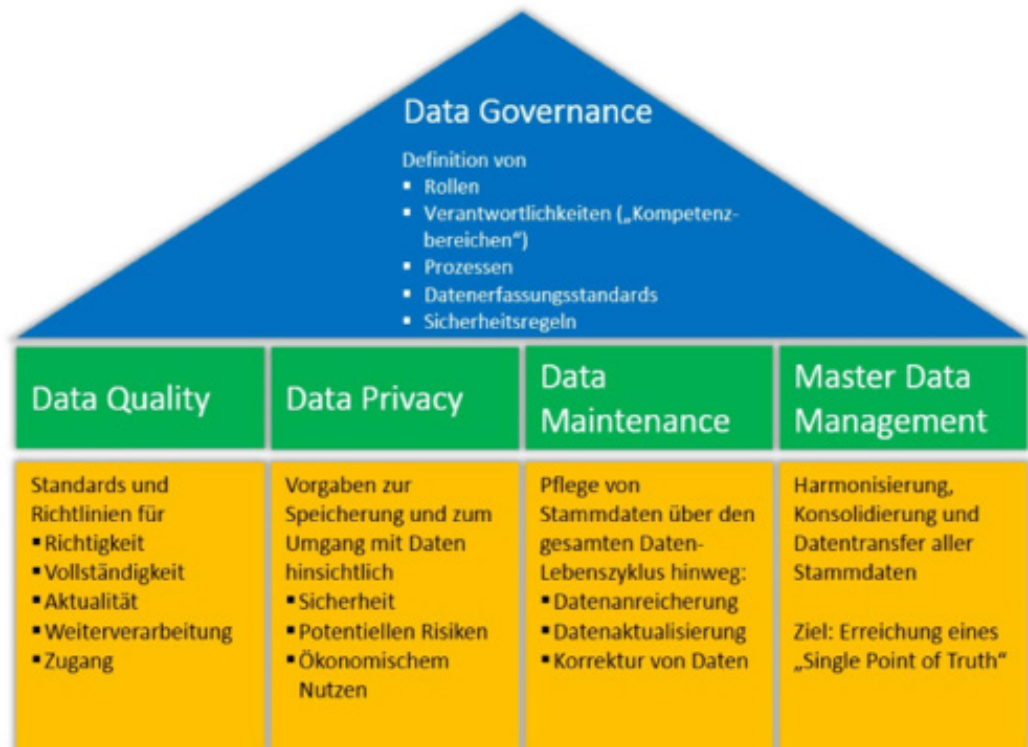 Data Governance
Definition von
▪ Rollen
▪ Verantwortlichkeiten („Kompetenz-
bereichen“)
▪ Prozessen
▪ Datenerfassungsstandards
▪ Sicherheitsregeln
Data Quality
Standards und
Richtlinien für
▪ Richtigkeit
▪ Vollständigkeit
▪ Aktualität
▪ Weiterverarbeitung
▪ Zugang
Data Privacy
Vorgaben zur
Speicherung und zum
Umgang mit Daten
hinsichtlich
▪ Sicherheit
▪ Potentiellen Risiken
▪ Ökonomischem
Nutzen
Data
Maintenance
Pflege von
Stammdaten über den
gesamten Daten-
Lebenszyklus hinweg:
▪ Datenanreicherung
▪ Datenaktualisierung
▪ Korrektur von Daten
Master Data
Management
Harmonisierung,
Konsolidierung und
Datentransfer aller
Stammdaten
Ziel: Erreichung eines
„Single Point of Truth“